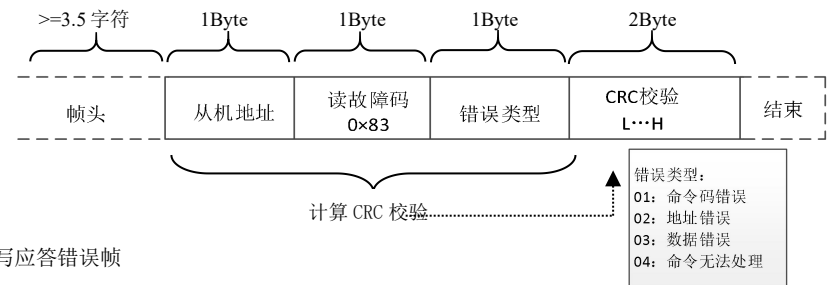 >=3.5 字符
1Byte
1Byte
1Byte
2Byte
帧头
从机地址
读故障码
0×83
错误类型
CRC校验
L…H
结束
计算 CRC 校验
错误类型：
01：命令码错误
02：地址错误
03：数据错误
04：命令无法处理
写应答错误帧